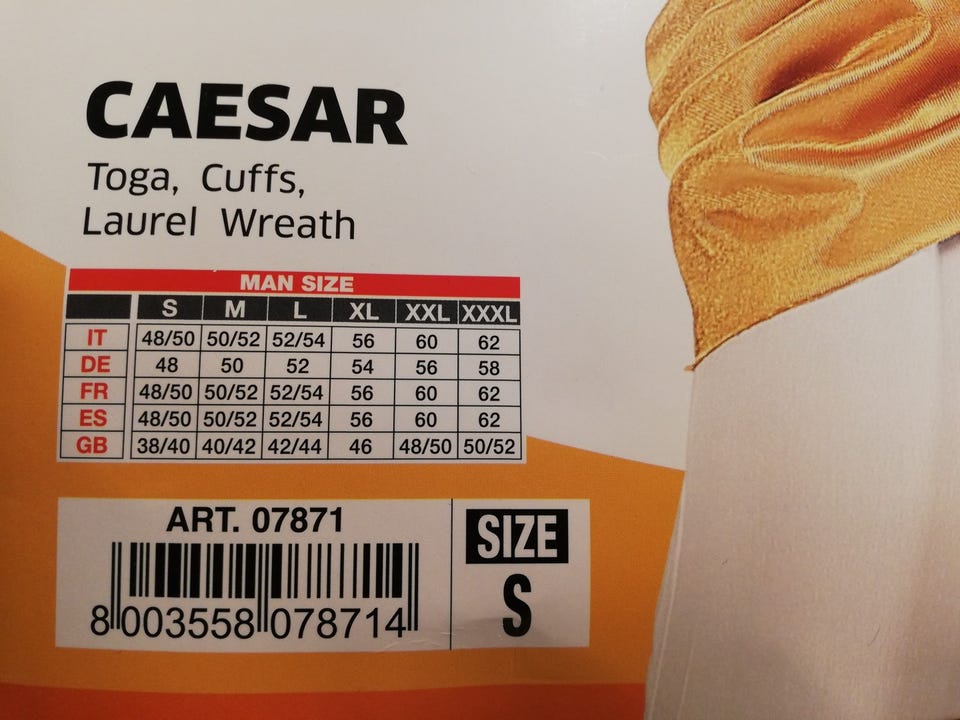 CAESAR
Toga, Cuffs,
Laurel Wreath
MAN SIZE
S M L XL XXL XXXL
IT 48/50 50/52 52/54 56 60 62
DE 48 50 52 54 56 58
FR 48/50 50/52 52/54 56 60 62
ES 48/50 50/52 52/54 56 60 62
GB 38/40 40/42 42/44 46 48/50 50/52
ART. 07871
8 003558 078714
SIZE
S